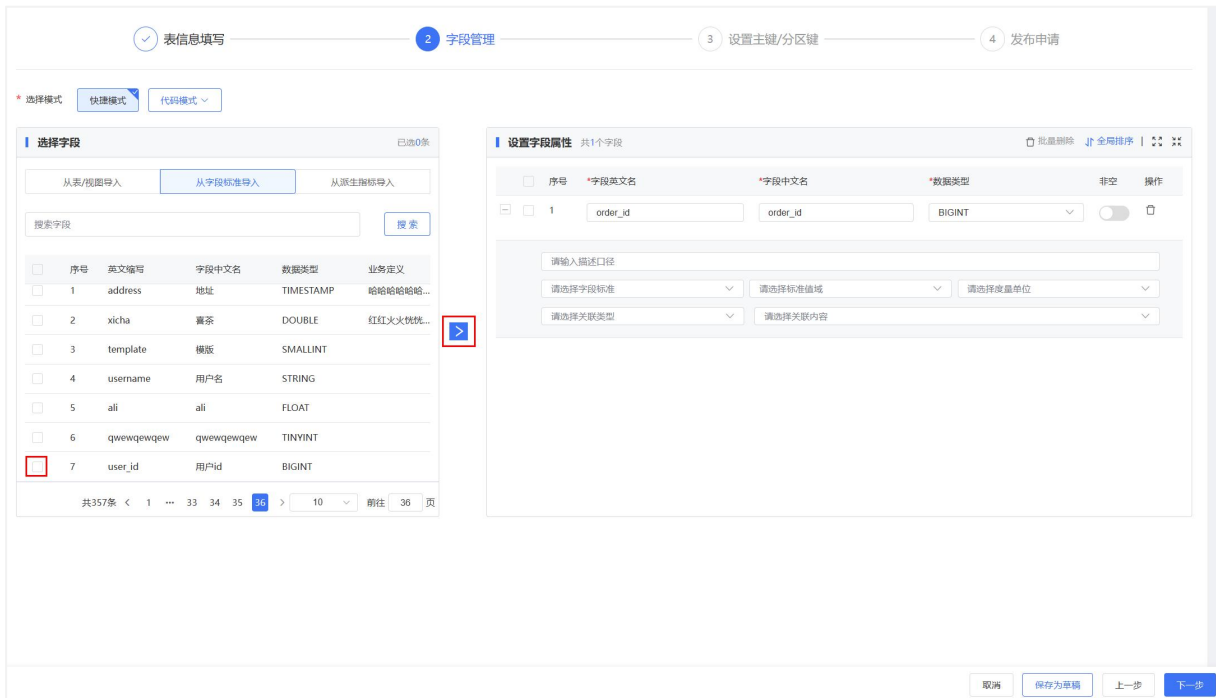 表信息填写 2 字段管理 3 设置主键/分区键 4 发布申请
* 选择模式 快捷模式 代码模式
选择字段 已选0条
从表/视图导入 从字段标准导入 从派生指标导入
搜索字段 搜索
序号 英文缩写 字段中文名 数据类型 业务定义
1 address 地址 TIMESTAMP 哈哈哈哈哈哈...
2 xicha 喜茶 DOUBLE 红红火火恍恍...
3 template 模版 SMALLINT
4 username 用户名 STRING
5 ali ali FLOAT
6 qwewqewqew qwewqewqew TINYINT
7 user_id 用户id BIGINT
共357条 < 1 ... 33 34 35 36 > 10 前往 36 页
设置字段属性 共1个字段 批量删除 全局排序
序号 *字段英文名 *字段中文名 *数据类型 非空 操作
1 order_id order_id BIGINT
请输入描述口径
请选择字段标准 请选择标准值域 请选择度量单位
请选择关联类型 请选择关联内容
取消 保存为草稿 上一步 下一步